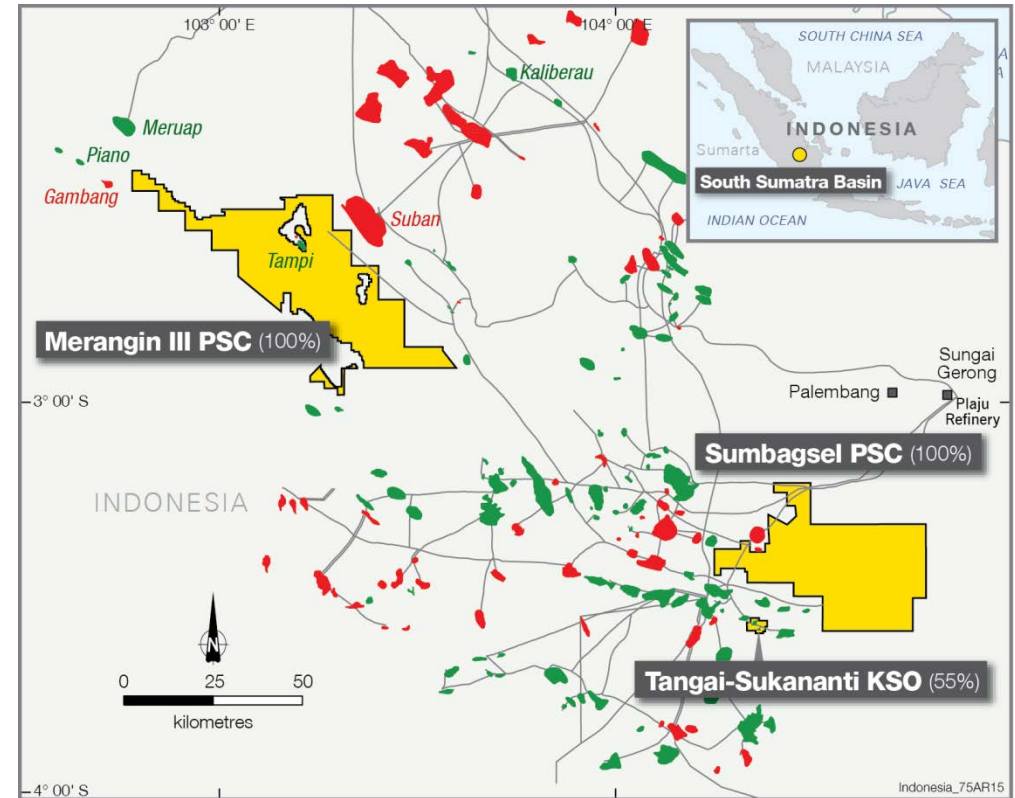 103° 00' E
104° 00' E
SOUTH CHINA SEA
MALAYSIA
INDONESIA
Sumarta
South Sumatra Basin
JAVA SEA
INDIAN OCEAN
Kaliberau
Meruap
Piano
Gambang
Suban
Tampi
Merangin III PSC (100%)
3° 00' S
Sungai
Gerong
Palembang
Plaju
Refinery
Sumbagsel PSC (100%)
INDONESIA
N
0 25 50
kilometres
Tangai-Sukananti KSO (55%)
4° 00' S
Indonesia_75AR15